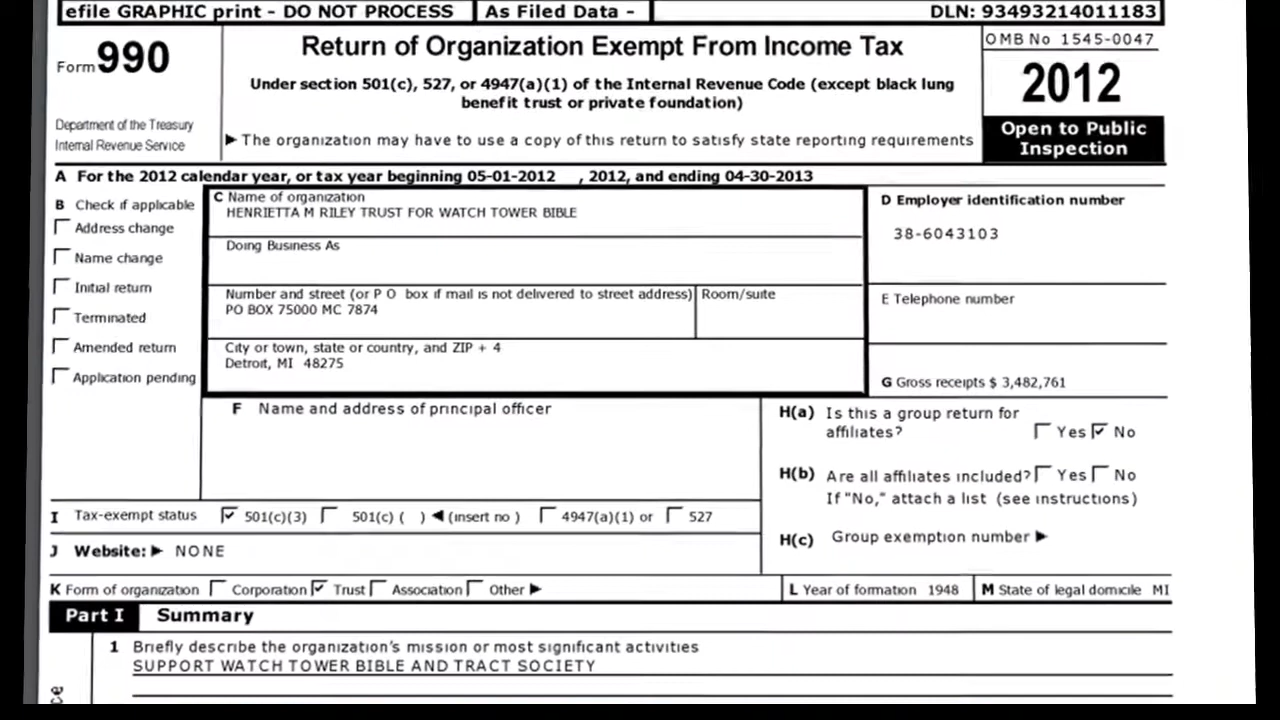 efile GRAPHIC print - DO NOT PROCESS
As Filed Data -
DLN: 93493214011183
Form 990
Department of the Treasury
Internal Revenue Service
Return of Organization Exempt From Income Tax
Under section 501(c), 527, or 4947(a)(1) of the Internal Revenue Code (except black lung
benefit trust or private foundation)
▶ The organization may have to use a copy of this return to satisfy state reporting requirements
OMB No 1545-0047
2012
Open to Public
Inspection
A For the 2012 calendar year, or tax year beginning 05-01-2012 , 2012, and ending 04-30-2013
B Check if applicable
Address change
Name change
Initial return
Terminated
Amended return
Application pending
C Name of organization
HENRIETTA M RILEY TRUST FOR WATCH TOWER BIBLE
Doing Business As
Number and street (or P O box if mail is not delivered to street address) Room/suite
PO BOX 75000 MC 7874
City or town, state or country, and ZIP + 4
Detroit, MI 48275
D Employer identification number
38-6043103
E Telephone number
G Gross receipts $ 3,482,761
F Name and address of principal officer
H(a) Is this a group return for
affiliates? Yes No
H(b) Are all affiliates included? Yes No
If "No," attach a list (see instructions)
H(c) Group exemption number ▶
I Tax-exempt status 501(c)(3) 501(c) ( ) ◀ (insert no ) 4947(a)(1) or 527
J Website: ▶ NONE
K Form of organization Corporation Trust Association Other ▶
L Year of formation 1948
M State of legal domicile MI
Part I Summary
1 Briefly describe the organization's mission or most significant activities
SUPPORT WATCH TOWER BIBLE AND TRACT SOCIETY